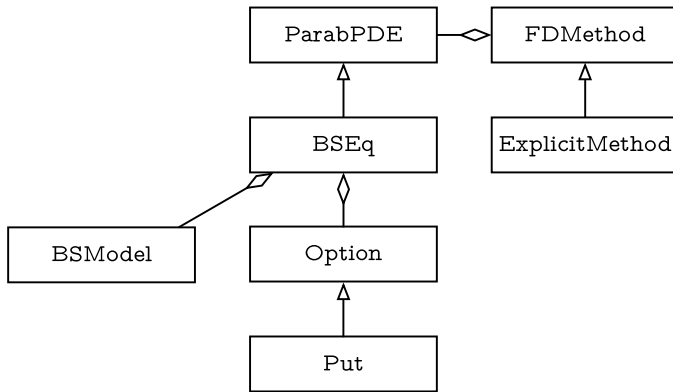 ParabPDE
FDMethod
BSEq
ExplicitMethod
BSModel
Option
Put